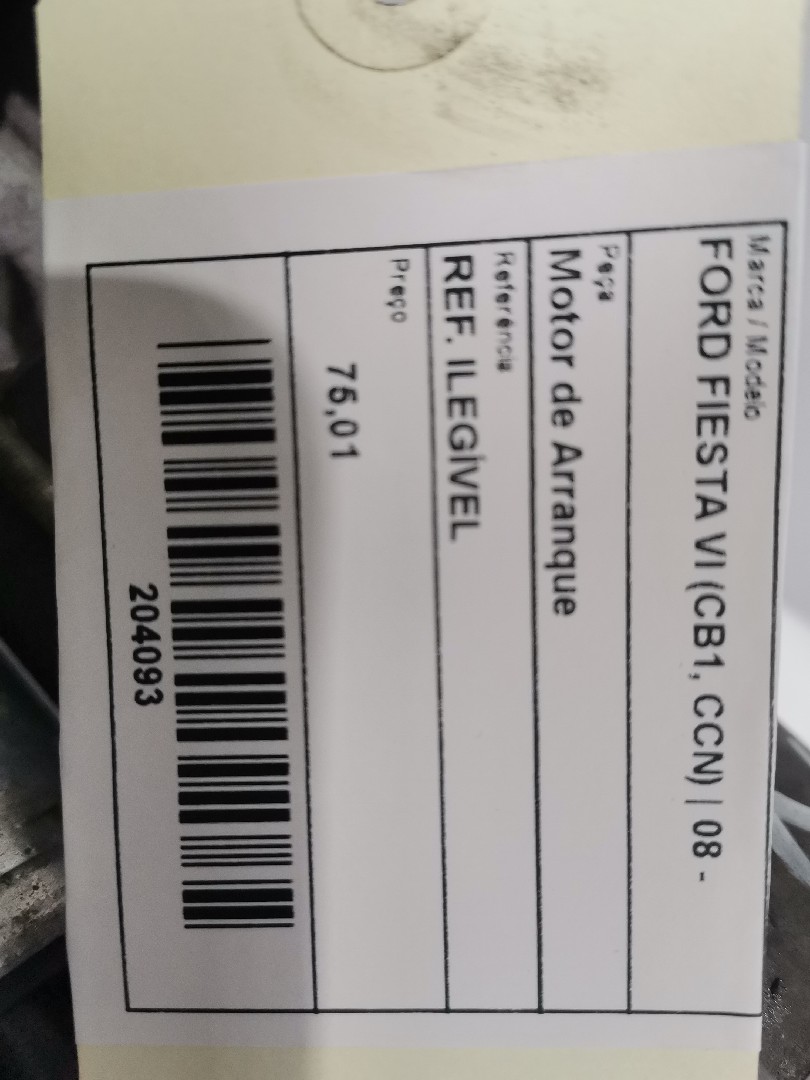 Marca / Modelo
FORD FIESTA VI (CB1, CCN) | 08 -
Peça
Motor de Arranque
Referência
REF. ILEGÍVEL
Preço
75,01
204093